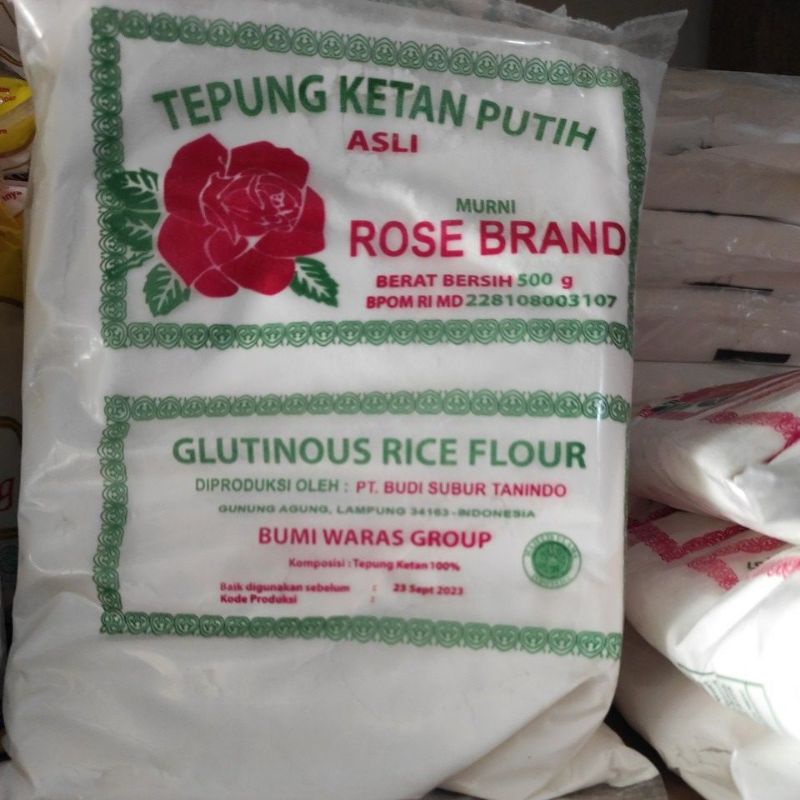 TEPUNG KETAN PUTIH
ASLI
MURNI
ROSE BRAND
BERAT BERSIH 500 g
BPOM RI MD 228108003107
GLUTINOUS RICE FLOUR
DIPRODUKSI OLEH : PT. BUDI SUBUR TANINDO
GUNUNG AGUNG, LAMPUNG 34163-INDONESIA
BUMI WARAS GROUP
Komposisi : Tepung Ketan 100%
Baik digunakan sebelum : 23 Sept 2023
Kode Produksi :